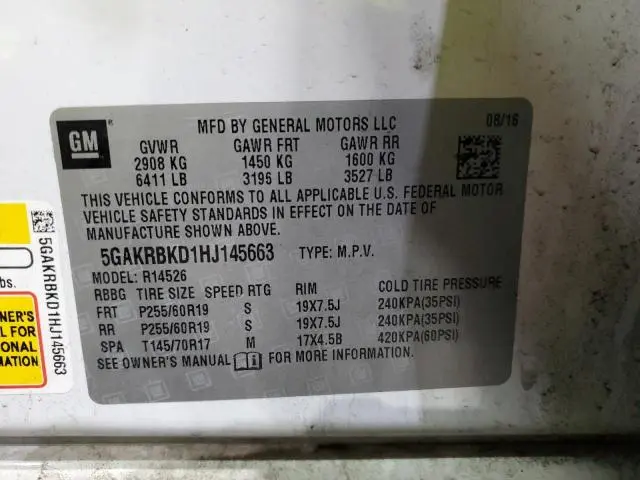 GM
®
MFD BY GENERAL MOTORS LLC
08/16
GVWR GAWR FRT GAWR RR
2908 KG 1450 KG 1600 KG
6411 LB 3196 LB 3527 LB
THIS VEHICLE CONFORMS TO ALL APPLICABLE U.S. FEDERAL MOTOR
VEHICLE SAFETY STANDARDS IN EFFECT ON THE DATE OF
MANUFACTURE SHOWN ABOVE.
5GAKRBKD1HJ145663 TYPE: M.P.V.
MODEL: R14526
RBBG TIRE SIZE SPEED RTG RIM COLD TIRE PRESSURE
FRT P255/60R19 S 19X7.5J 240KPA(35PSI)
RR P255/60R19 S 19X7.5J 240KPA(35PSI)
SPA T145/70R17 M 17X4.5B 420KPA(60PSI)
SEE OWNER'S MANUAL FOR MORE INFORMATION.
5GAKRBKD1HJ145663
bs.
NER'S
L FOR
IONAL
MATION